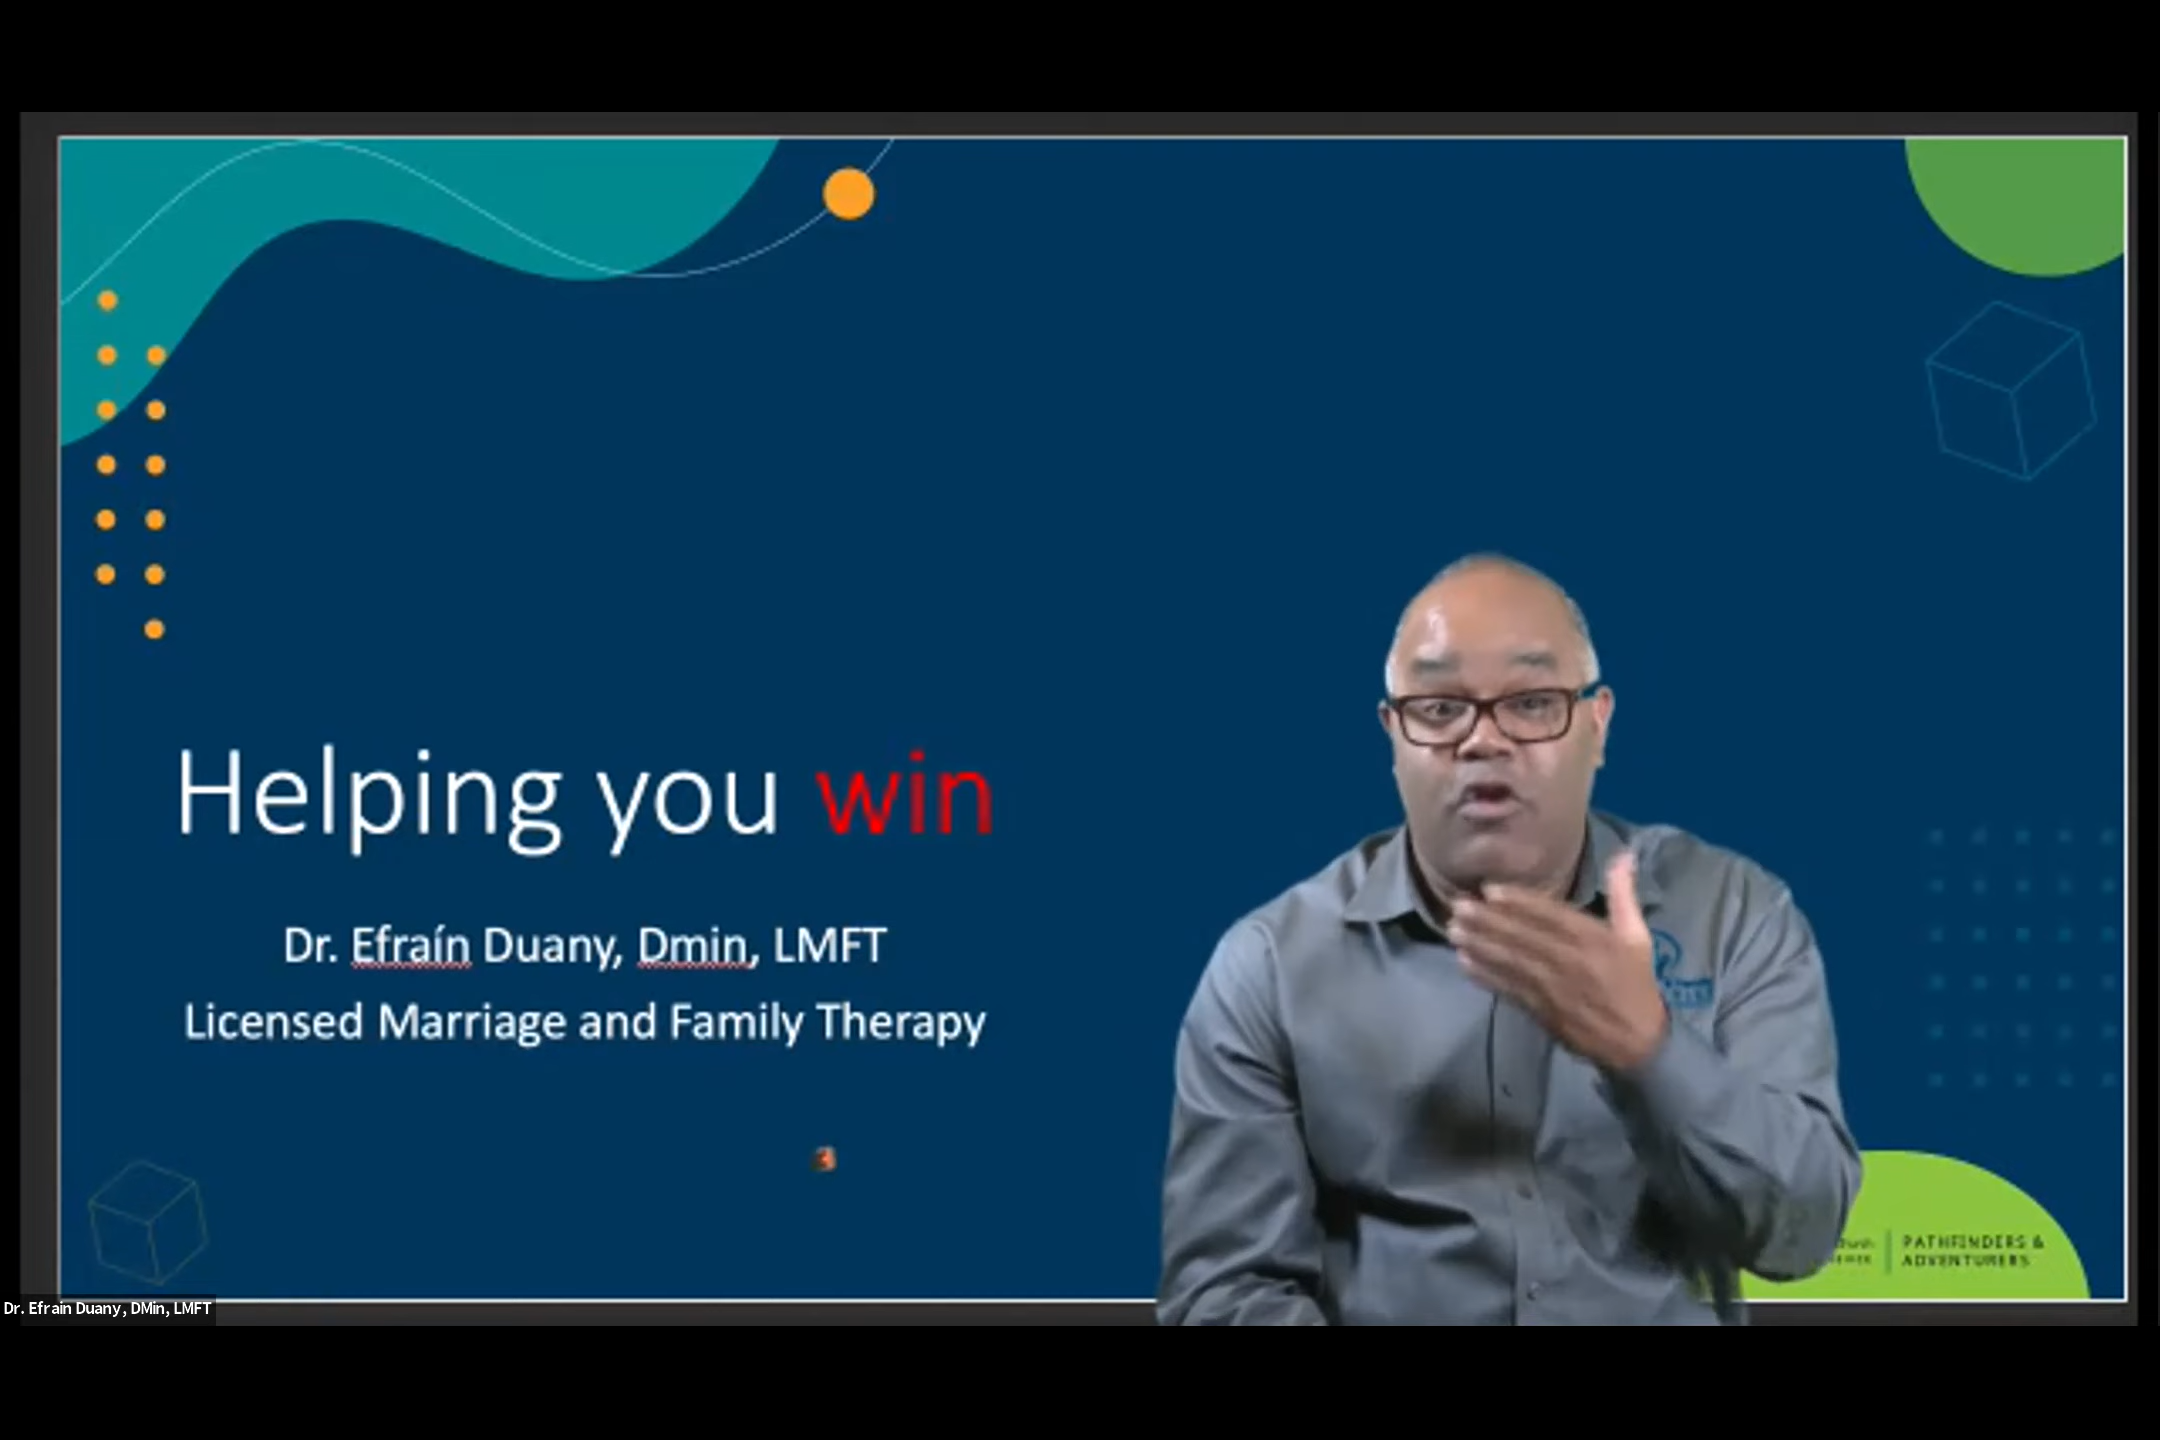 Helping you win
Dr. Efraín Duany, Dmin, LMFT
Licensed Marriage and Family Therapy
PATHFINDERS &
ADVENTURERS
Dr. Efrain Duany, DMin, LMFT